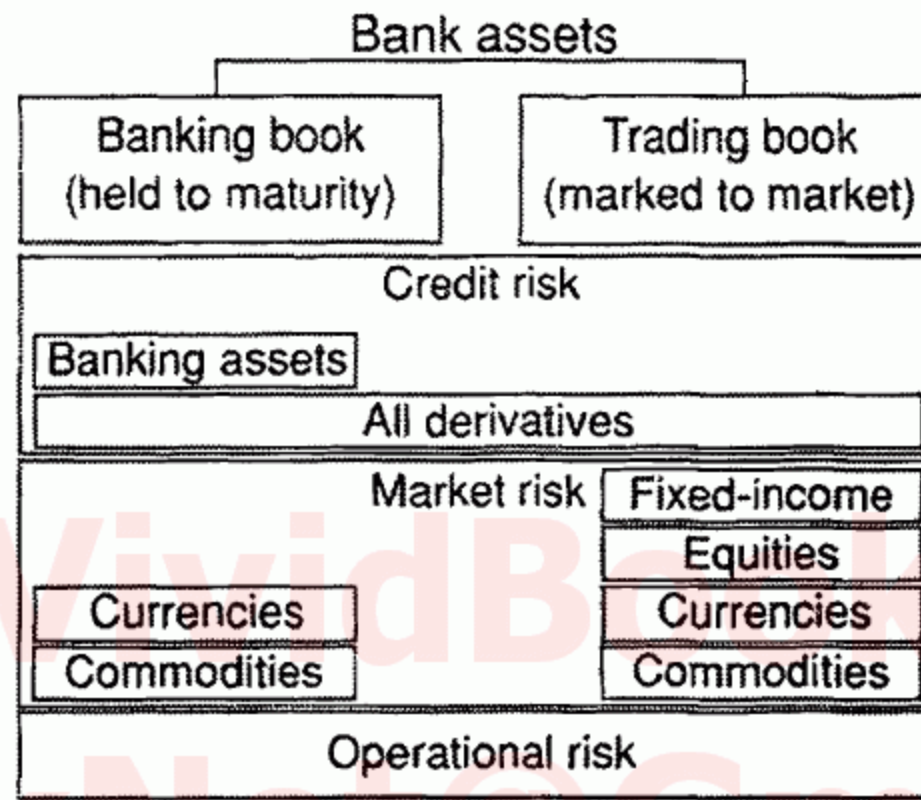 Bank assets
Banking book
(held to maturity)
Trading book
(marked to market)
Credit risk
Banking assets
All derivatives
Market risk
Fixed-income
Equities
Currencies
Currencies
Commodities
Commodities
Operational risk
VividBook